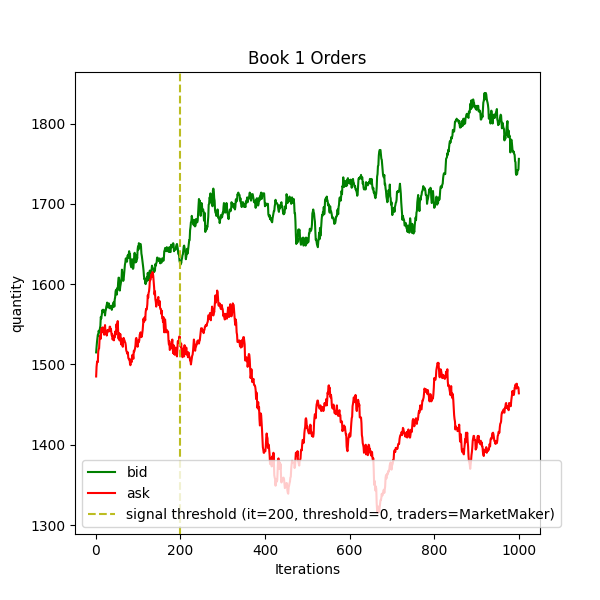 Book 1 Orders
quantity
1800
1700
1600
1500
1400
1300
bid
ask
signal threshold (it=200, threshold=0, traders=MarketMaker)
0 200 400 600 800 1000
Iterations